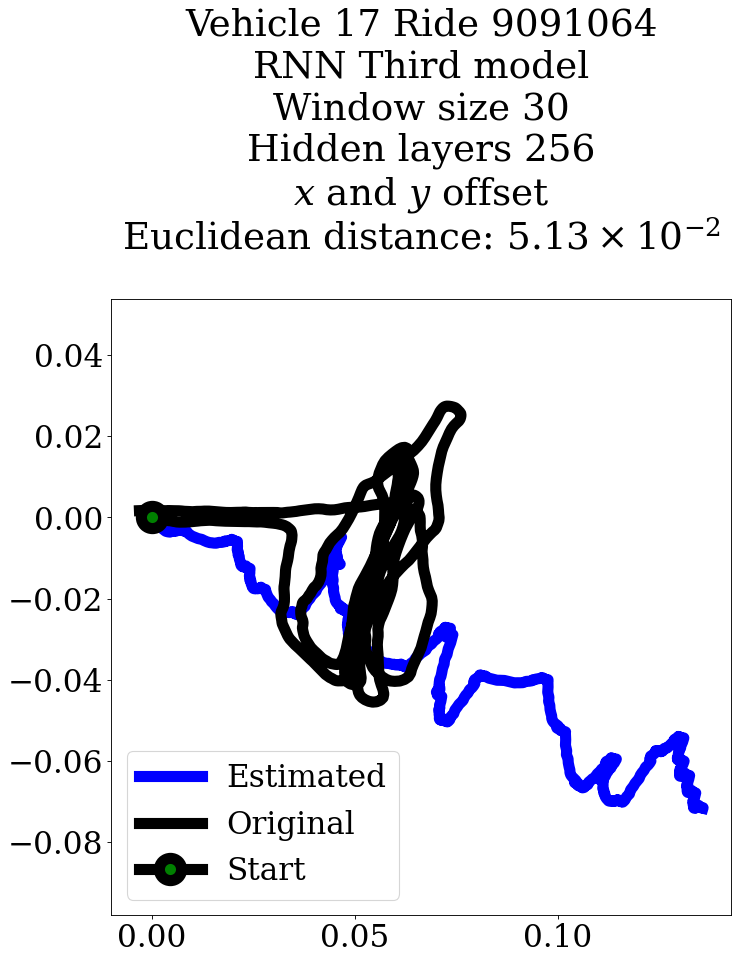 Vehicle 17 Ride 9091064
RNN Third model
Window size 30
Hidden layers 256
x and y offset
Euclidean distance: 5.13 × 10⁻²
0.04
0.02
0.00
−0.02
−0.04
−0.06
−0.08
Estimated
Original
Start
0.00 0.05 0.10